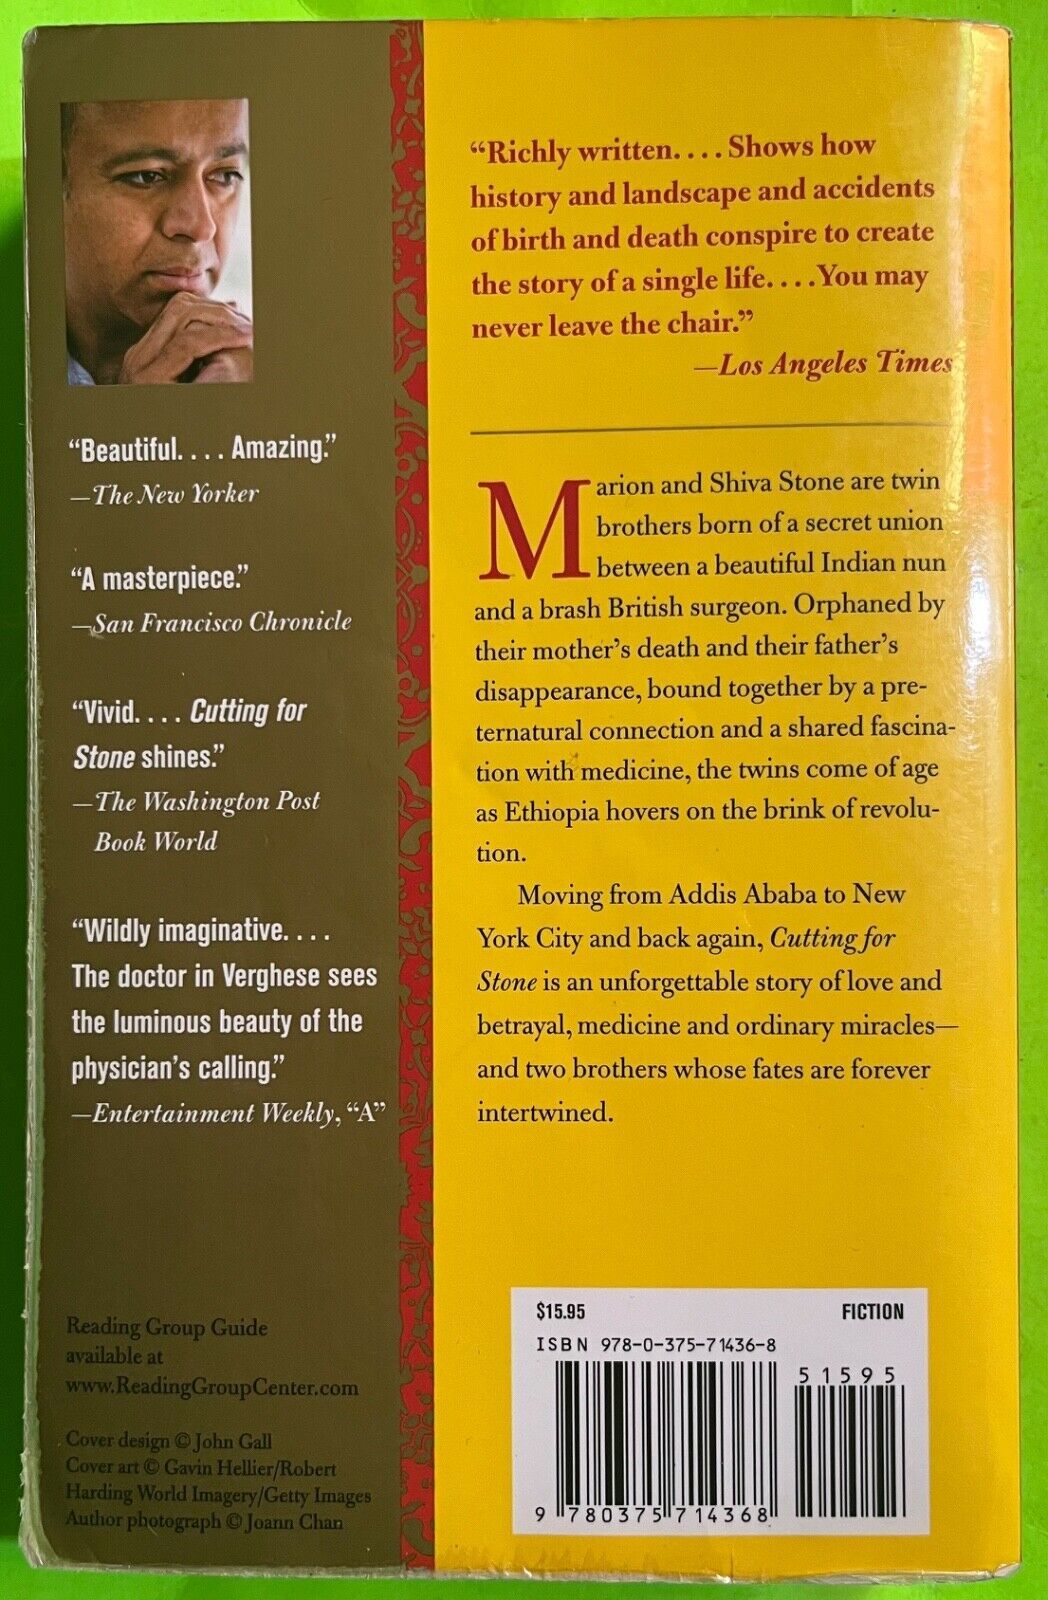 "Beautiful. . . . Amazing."
—The New Yorker
"A masterpiece."
—San Francisco Chronicle
"Vivid. . . . Cutting for
Stone shines."
—The Washington Post
Book World
"Wildly imaginative. . . .
The doctor in Verghese sees
the luminous beauty of the
physician's calling."
—Entertainment Weekly, "A"
Reading Group Guide
available at
www.ReadingGroupCenter.com
Cover design © John Gall
Cover art © Gavin Hellier/Robert
Harding World Imagery/Getty Images
Author photograph © Joann Chan
"Richly written. . . . Shows how
history and landscape and accidents
of birth and death conspire to create
the story of a single life. . . . You may
never leave the chair."
—Los Angeles Times
Marion and Shiva Stone are twin
brothers born of a secret union
between a beautiful Indian nun
and a brash British surgeon. Orphaned by
their mother's death and their father's
disappearance, bound together by a pre-
ternatural connection and a shared fascina-
tion with medicine, the twins come of age
as Ethiopia hovers on the brink of revolu-
tion.
Moving from Addis Ababa to New
York City and back again, Cutting for
Stone is an unforgettable story of love and
betrayal, medicine and ordinary miracles—
and two brothers whose fates are forever
intertwined.
$15.95 FICTION
ISBN 978-0-375-71436-8
51595
9 780375 714368